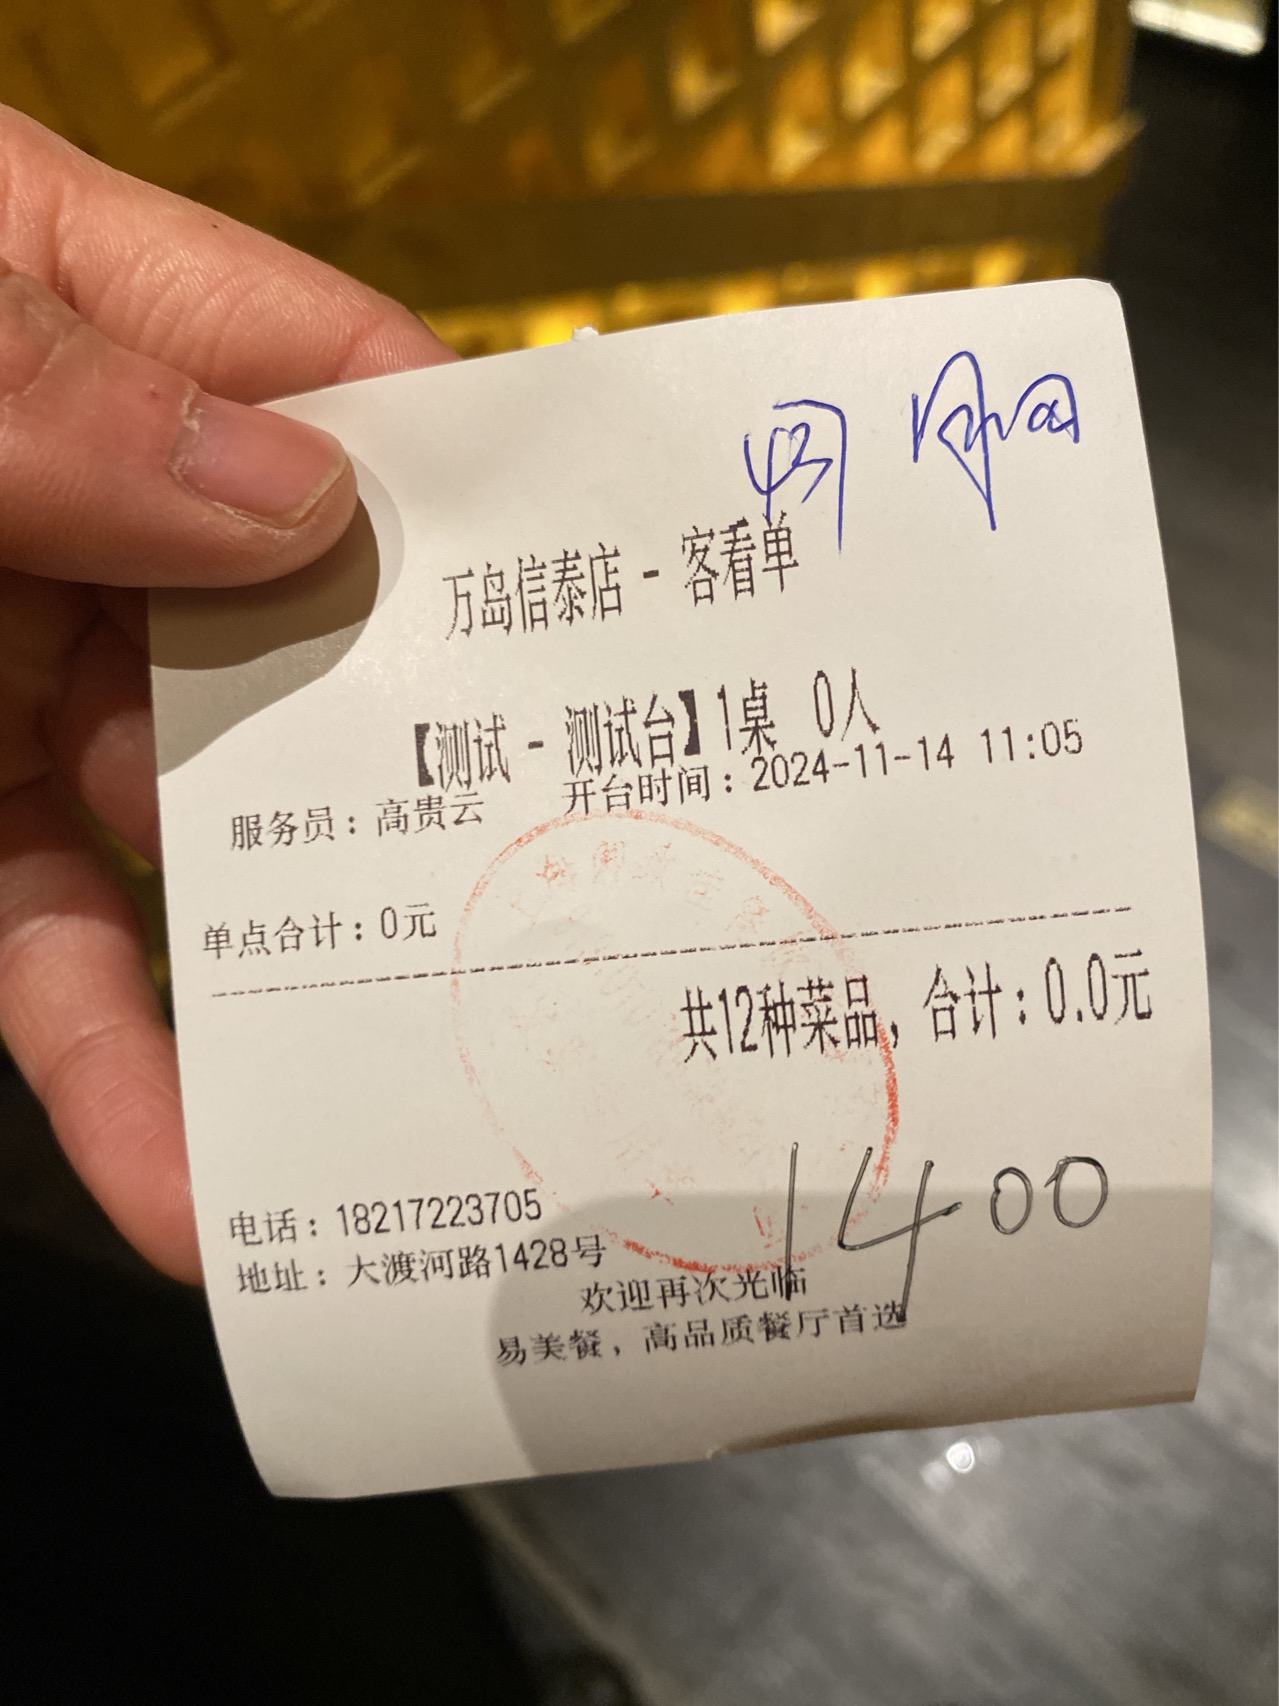 万岛信泰店 - 客看单
【测试 - 测试台】1桌 0人
服务员：高贵云 开台时间：2024-11-14 11:05
单点合计：0元
共12种菜品，合计：0.0元
1400
电话：18217223705
地址：大渡河路1428号
欢迎再次光临
易美餐，高品质餐厅首选